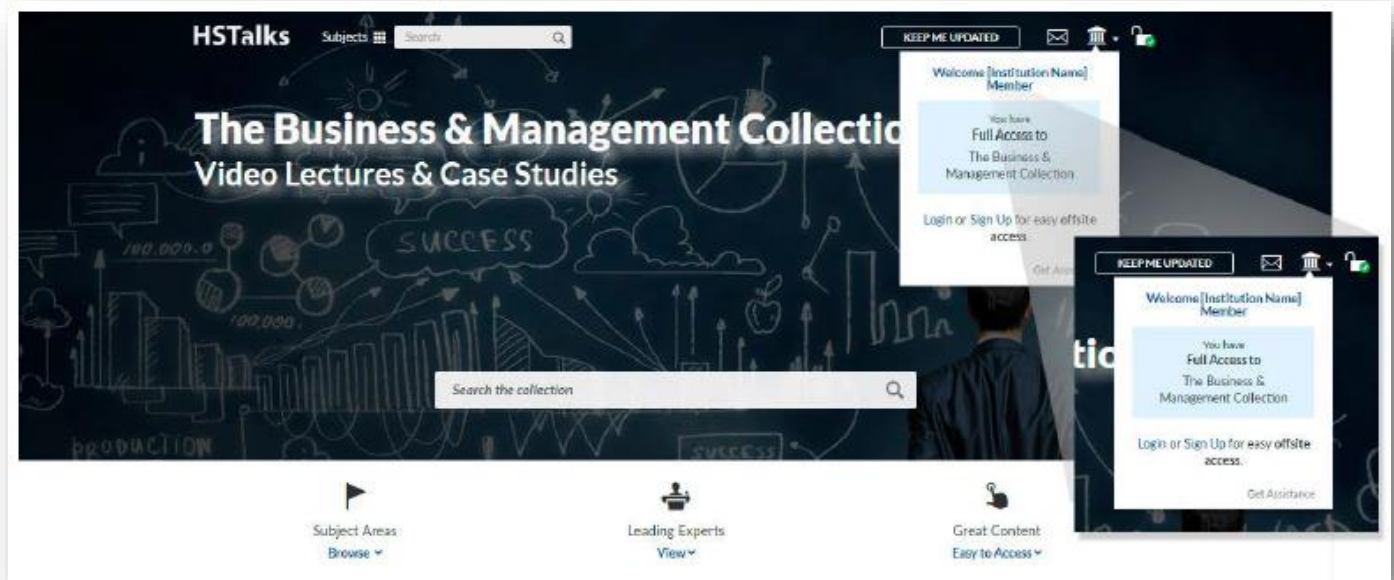 HSTalks Subjects Search KEEP ME UPDATED
Welcome [Institution Name]
Member
You have
Full Access to
The Business &
Management Collection
Login or Sign Up for easy offsite
access.
The Business & Management Collectio
Video Lectures & Case Studies
SUCCESS
100.000.0
100,000.
Search the collection
PRODUCTION
SUCCESS
tio
KEEP ME UPDATED
Welcome [Institution Name]
Member
You have
Full Access to
The Business &
Management Collection
Login or Sign Up for easy offsite
access.
Get Assistance
Subject Areas
Browse
Leading Experts
View
Great Content
Easy to Access